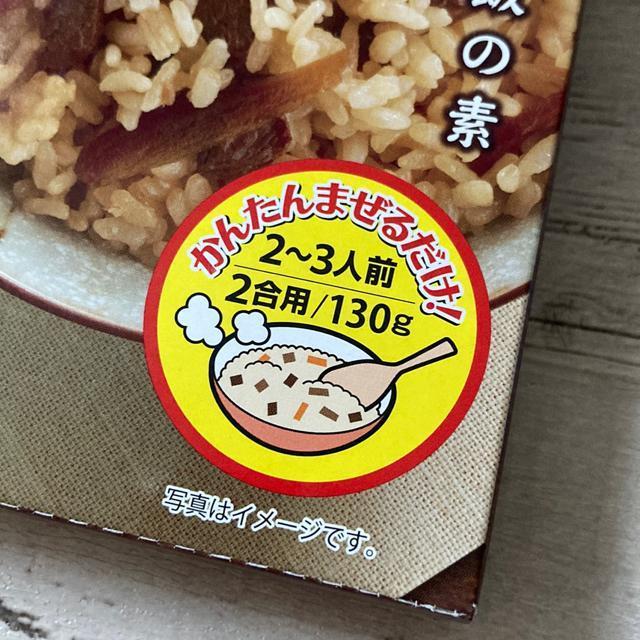 の素
かんたんまぜるだけ!
2～3人前
2合用/130g
写真はイメージです。